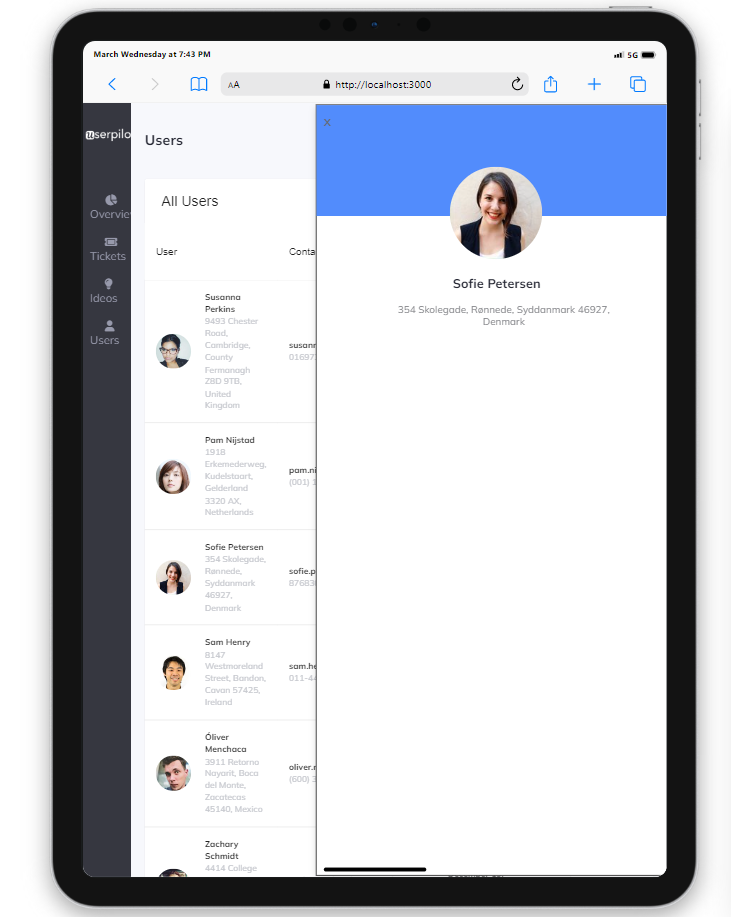 March Wednesday at 7:43 PM
5G
AA
http://localhost:3000
userpilo
Overvie
Tickets
Ideas
Users
Users
All Users
User
Conta
Susanna
Perkins
9493 Chester
Road,
Cambridge,
County
Fermanagh
ZBD 9TB,
United
Kingdom
susann
01697
Pam Nijstad
1918
Erkemederweg,
Kudelstaart,
Gelderland
3320 AX,
Netherlands
pam.ni
(001) 1
Sofie Petersen
354 Skolegade,
Rønnede,
Syddanmark
46927,
Denmark
sofie.p
87683
Sam Henry
8147
Westmoreland
Street, Bandon,
Cavan 57425,
Ireland
sam.he
011-44
Óliver
Menchaca
3911 Retorno
Nayarit, Boca
del Monte,
Zacatecas
45140, Mexico
oliver.r
(600) 3
Zachary
Schmidt
4414 College
x
Sofie Petersen
354 Skolegade, Rønnede, Syddanmark 46927,
Denmark